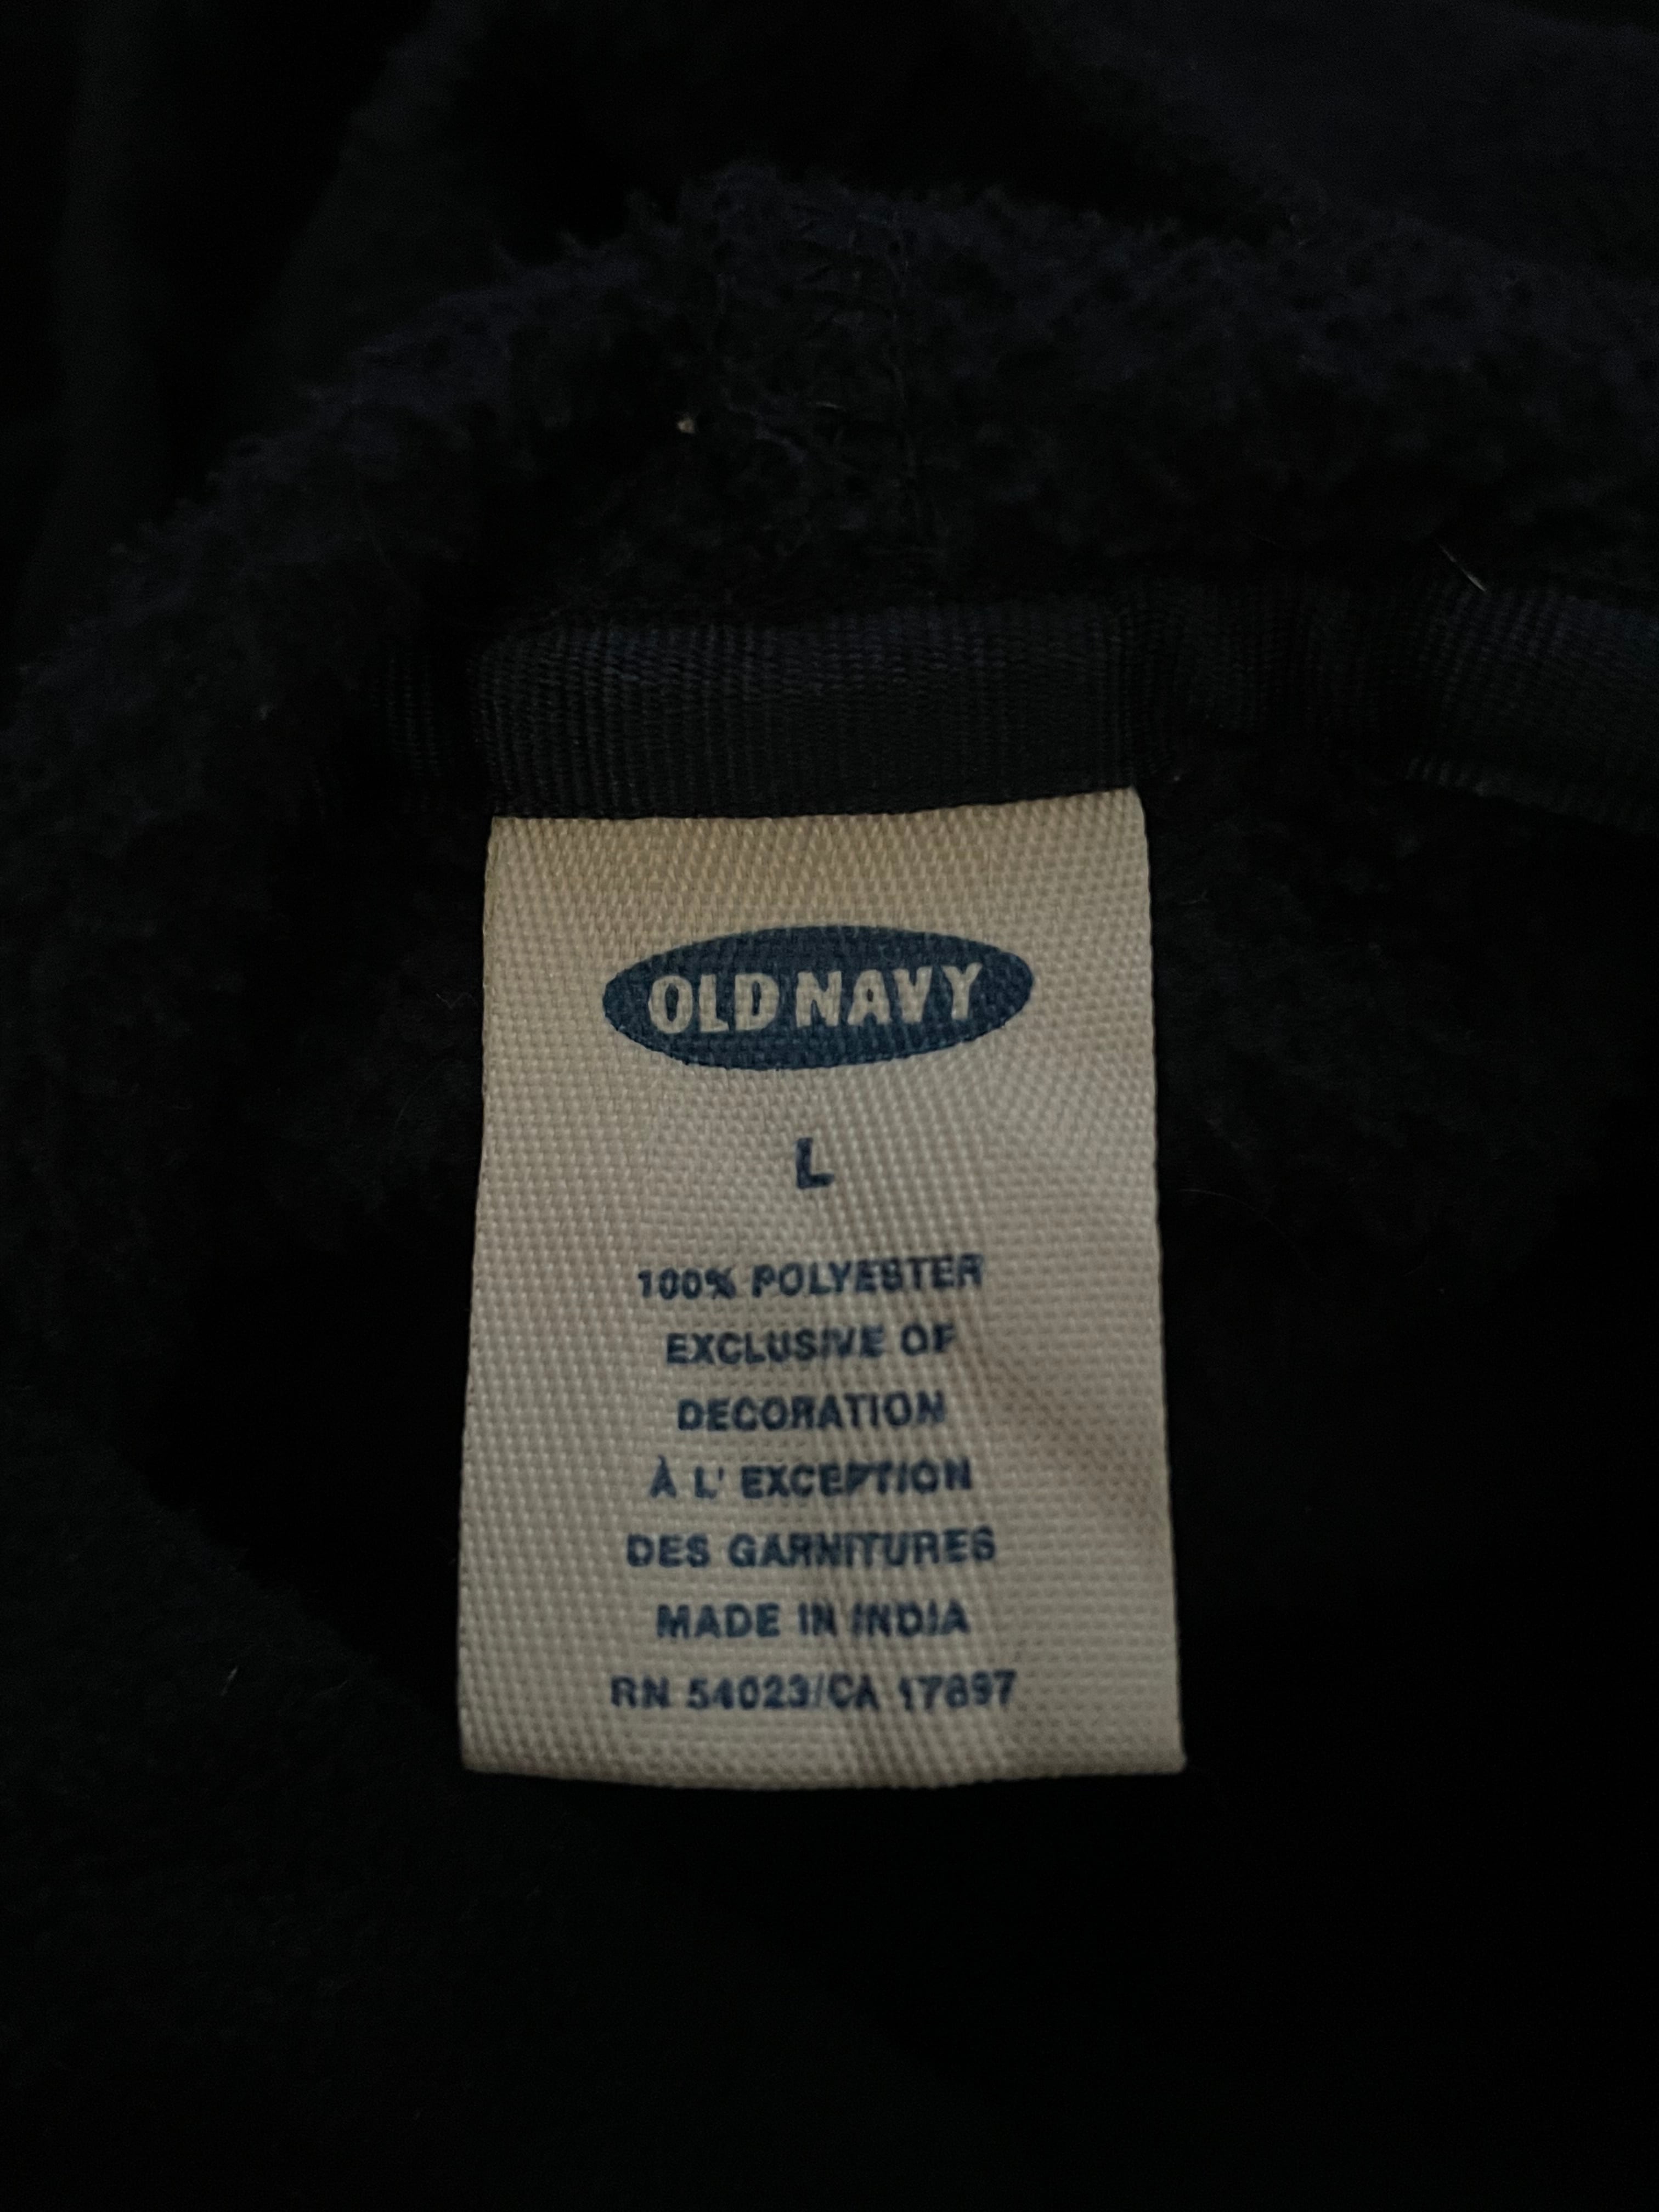 OLD NAVY
L
100% POLYESTER
EXCLUSIVE OF
DECORATION
À L' EXCEPTION
DES GARNITURES
MADE IN INDIA
RN 54023/CA 17897